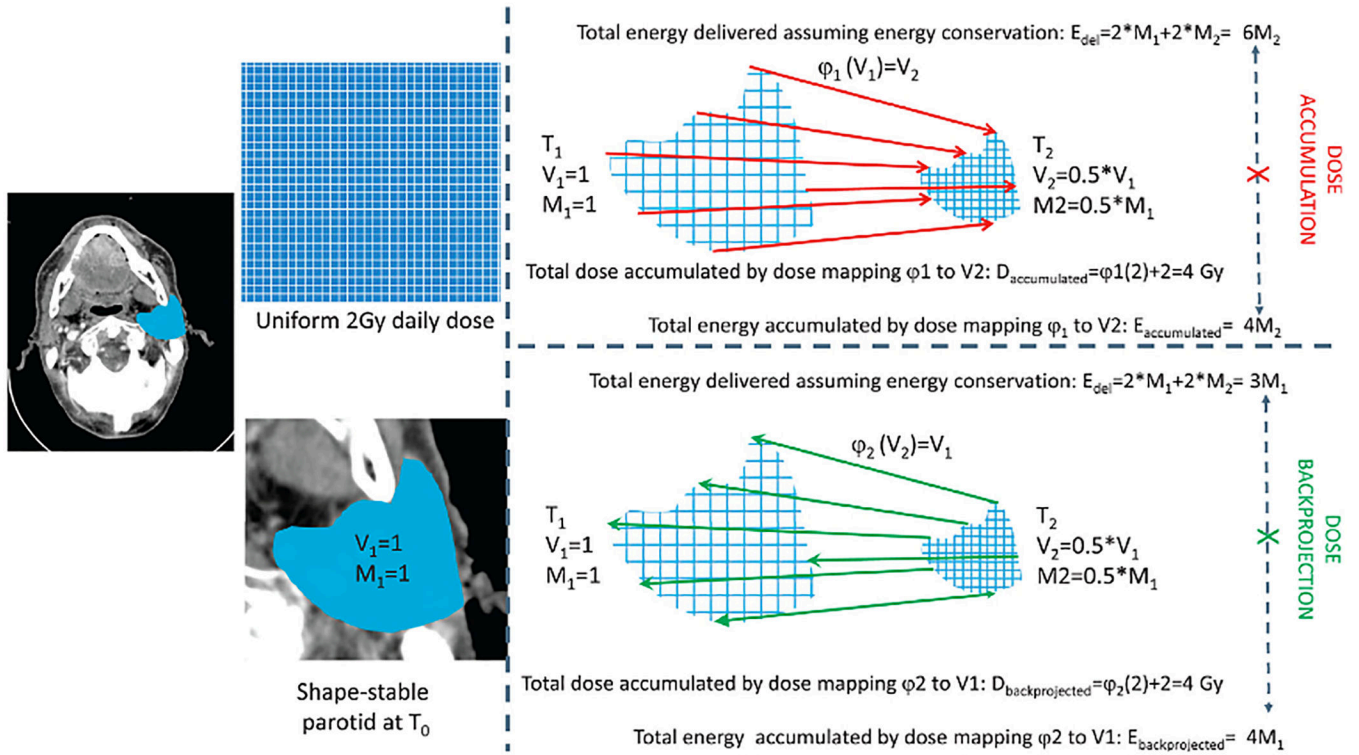 Uniform 2Gy daily dose
V₁=1
M₁=1
Shape-stable
parotid at T₀
Total energy delivered assuming energy conservation: E_del=2*M₁+2*M₂= 6M₂
φ₁ (V₁)=V₂
T₁
V₁=1
M₁=1
T₂
V₂=0.5*V₁
M2=0.5*M₁
Total dose accumulated by dose mapping φ1 to V2: D_accumulated=φ1(2)+2=4 Gy
Total energy accumulated by dose mapping φ₁ to V2: E_accumulated= 4M₂
DOSE
ACCUMULATION
Total energy delivered assuming energy conservation: E_del=2*M₁+2*M₂= 3M₁
φ₂ (V₂)=V₁
T₁
V₁=1
M₁=1
T₂
V₂=0.5*V₁
M2=0.5*M₁
Total dose accumulated by dose mapping φ2 to V1: D_backprojected=φ₂(2)+2=4 Gy
Total energy accumulated by dose mapping φ2 to V1: E_backprojected= 4M₁
DOSE
BACKPROJECTION